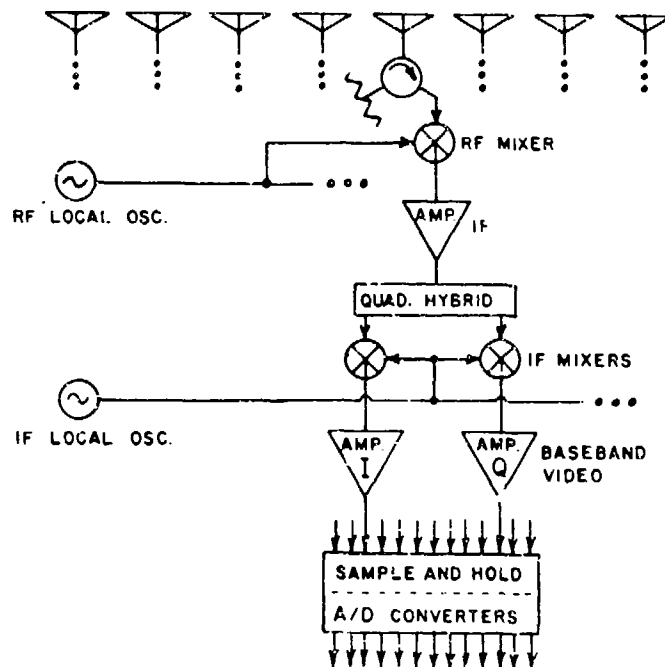 RF MIXER
RF LOCAL OSC.
AMP.
IF
QUAD. HYBRID
IF MIXERS
IF LOCAL OSC.
AMP.
I
AMP.
Q
BASEBAND
VIDEO
SAMPLE AND HOLD
A/D CONVERTERS